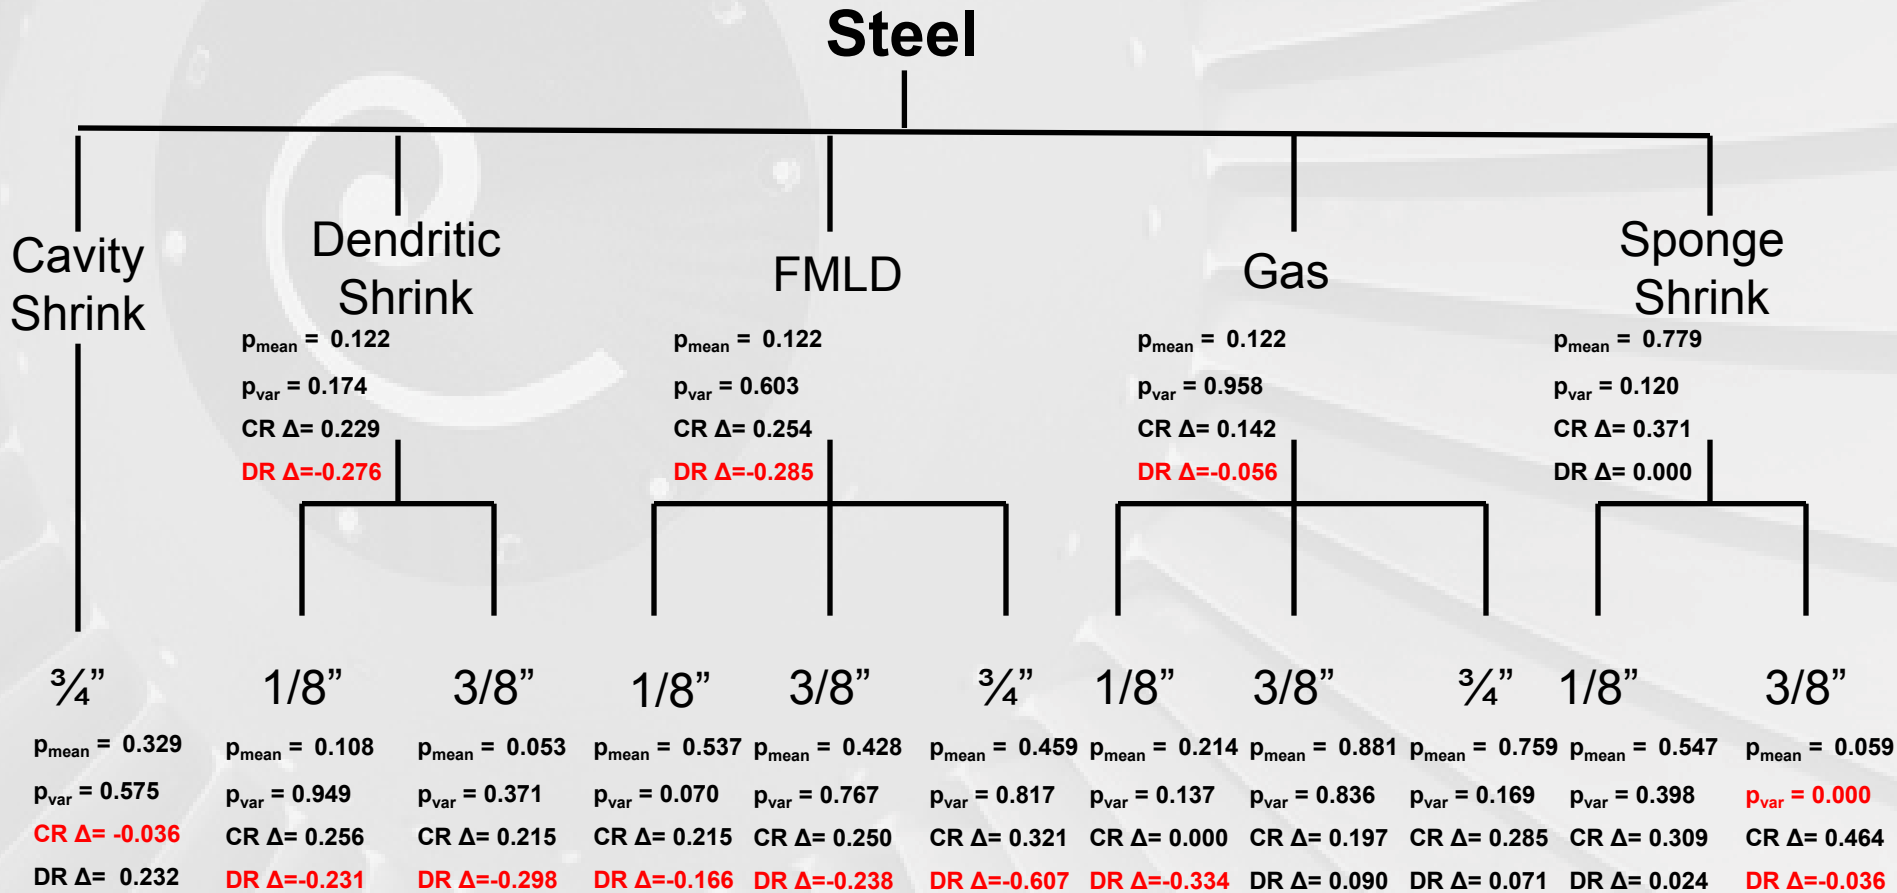 Steel
Cavity
Shrink
Dendritic
Shrink
FMLD
Gas
Sponge
Shrink
pmean = 0.122
pvar = 0.174
CR Δ= 0.229
DR Δ=-0.276
pmean = 0.122
pvar = 0.603
CR Δ= 0.254
DR Δ=-0.285
pmean = 0.122
pvar = 0.958
CR Δ= 0.142
DR Δ=-0.056
pmean = 0.779
pvar = 0.120
CR Δ= 0.371
DR Δ= 0.000
¾”
pmean = 0.329
pvar = 0.575
CR Δ= -0.036
DR Δ= 0.232
1/8”
pmean = 0.108
pvar = 0.949
CR Δ= 0.256
DR Δ=-0.231
3/8”
pmean = 0.053
pvar = 0.371
CR Δ= 0.215
DR Δ=-0.298
1/8”
pmean = 0.537
pvar = 0.070
CR Δ= 0.215
DR Δ=-0.166
3/8”
pmean = 0.428
pvar = 0.767
CR Δ= 0.250
DR Δ=-0.238
¾”
pmean = 0.459
pvar = 0.817
CR Δ= 0.321
DR Δ=-0.607
1/8”
pmean = 0.214
pvar = 0.137
CR Δ= 0.000
DR Δ=-0.334
3/8”
pmean = 0.881
pvar = 0.836
CR Δ= 0.197
DR Δ= 0.090
¾”
pmean = 0.759
pvar = 0.169
CR Δ= 0.285
DR Δ= 0.071
1/8”
pmean = 0.547
pvar = 0.398
CR Δ= 0.309
DR Δ= 0.024
3/8”
pmean = 0.059
pvar = 0.000
CR Δ= 0.464
DR Δ=-0.036